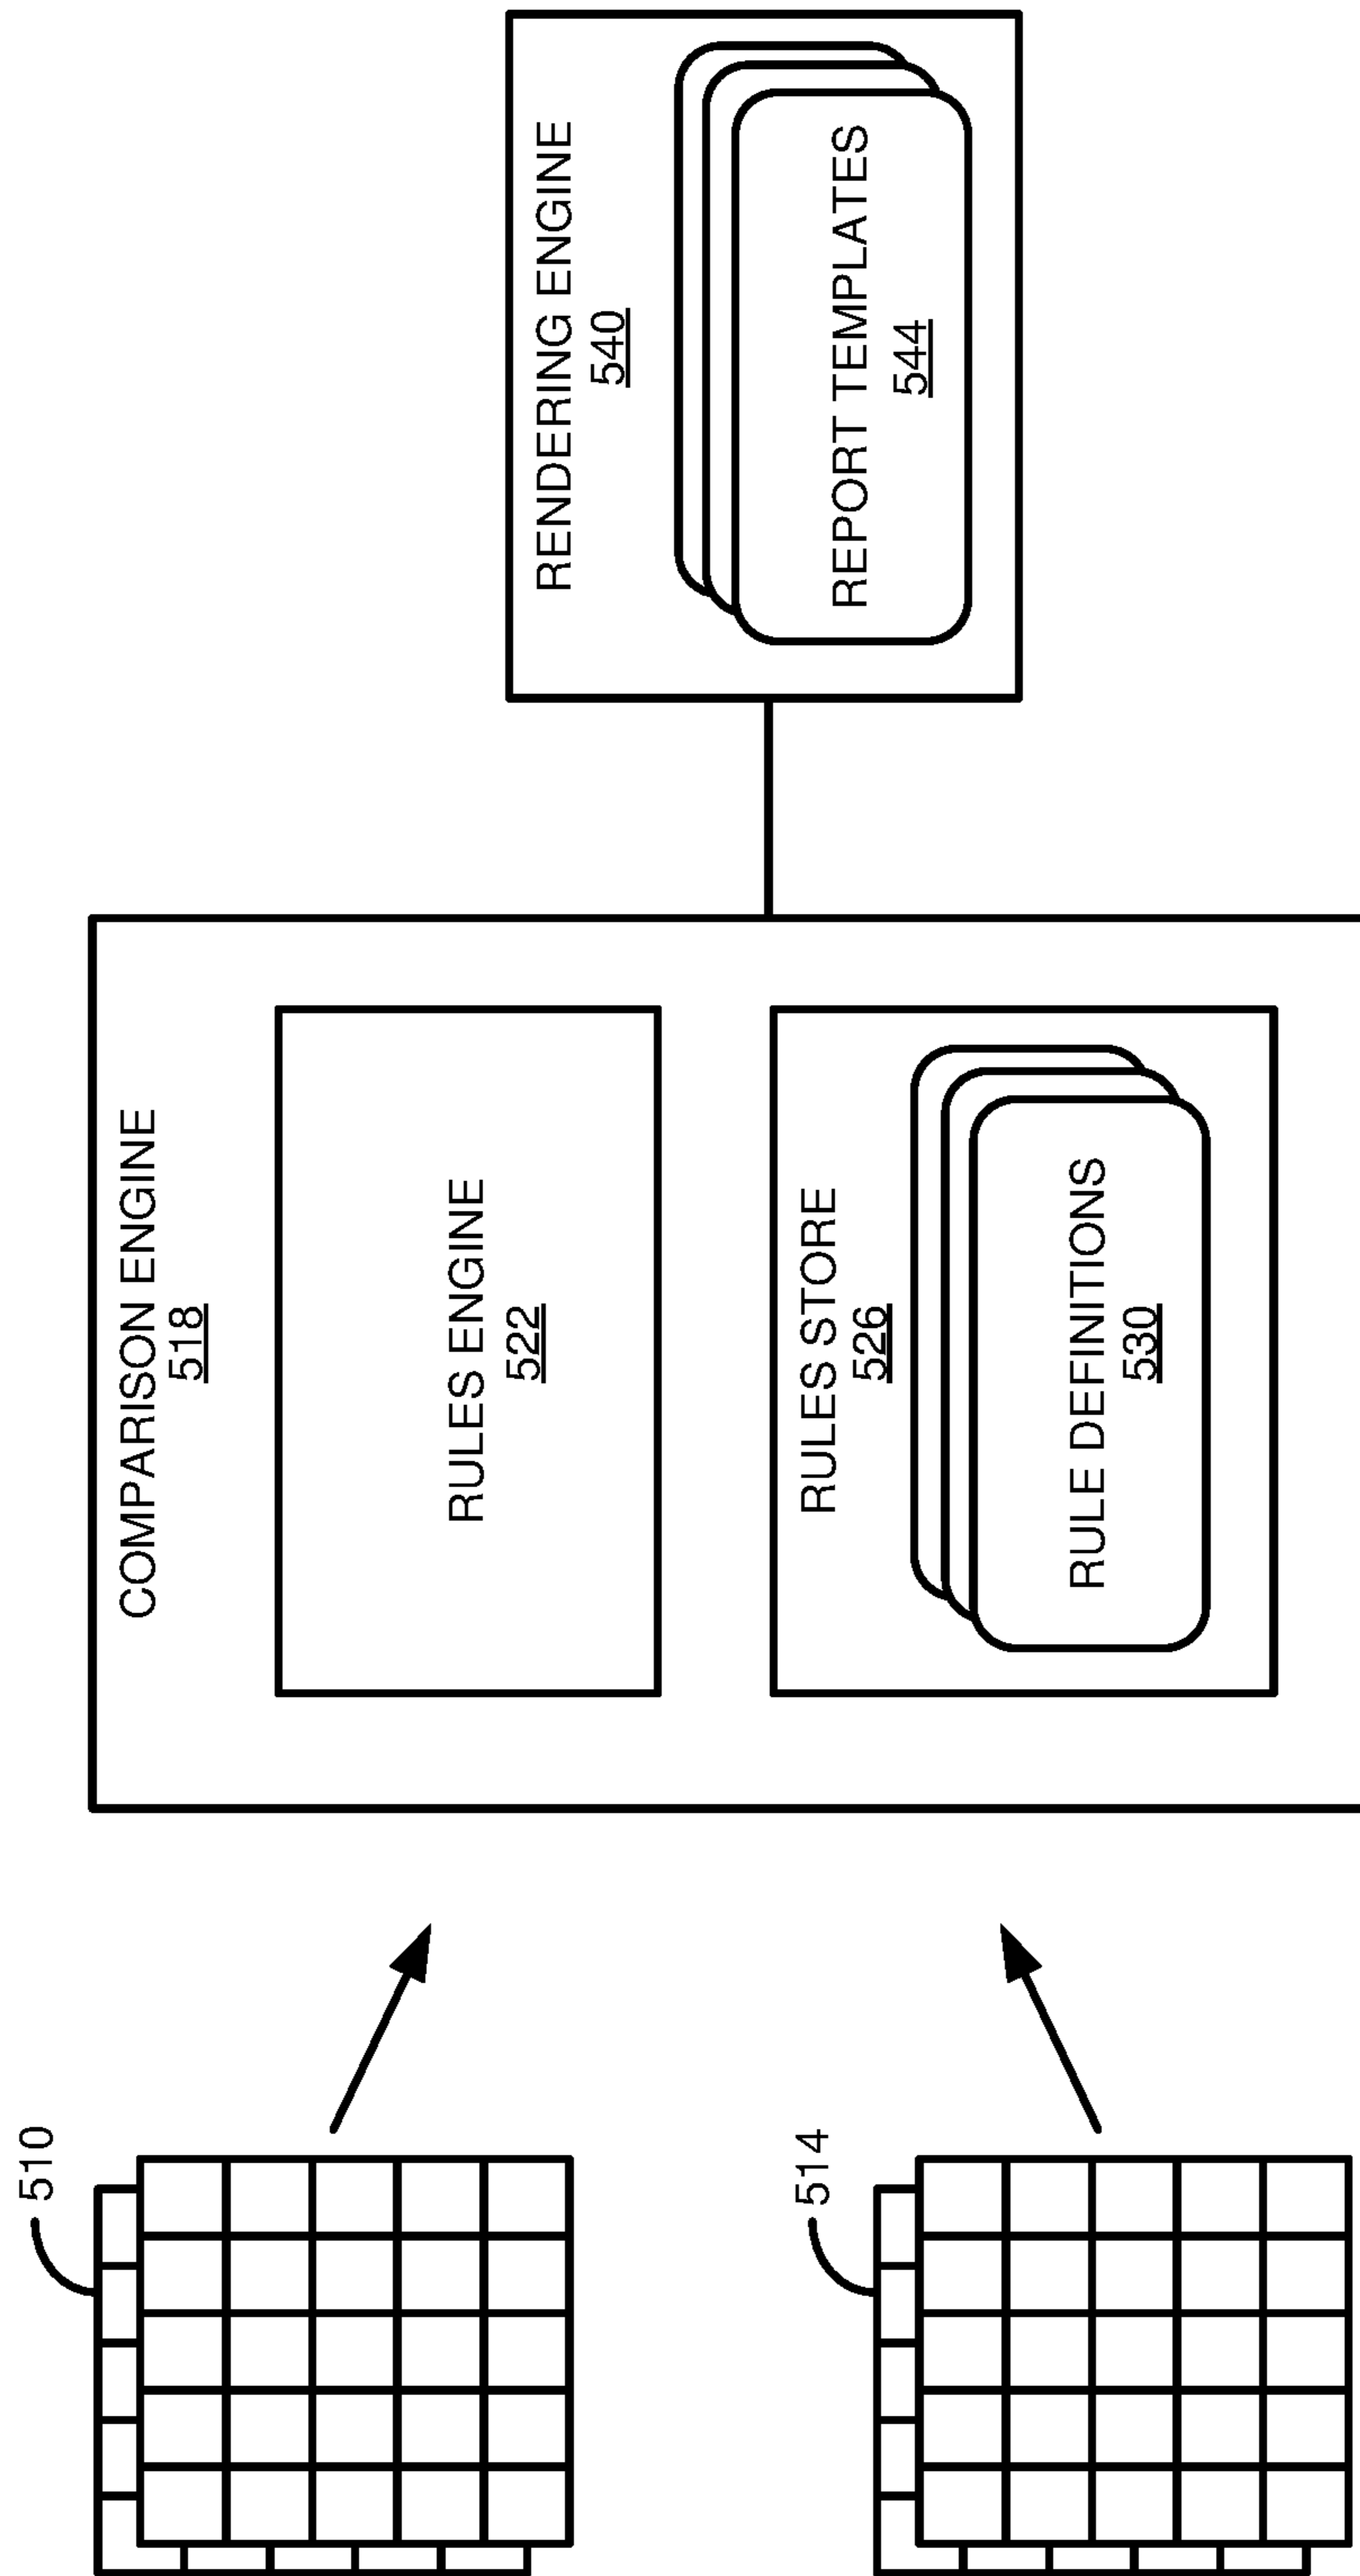 510
514
COMPARISON ENGINE
518
RULES ENGINE
522
RULES STORE
526
RULE DEFINITIONS
530
RENDERING ENGINE
540
REPORT TEMPLATES
544